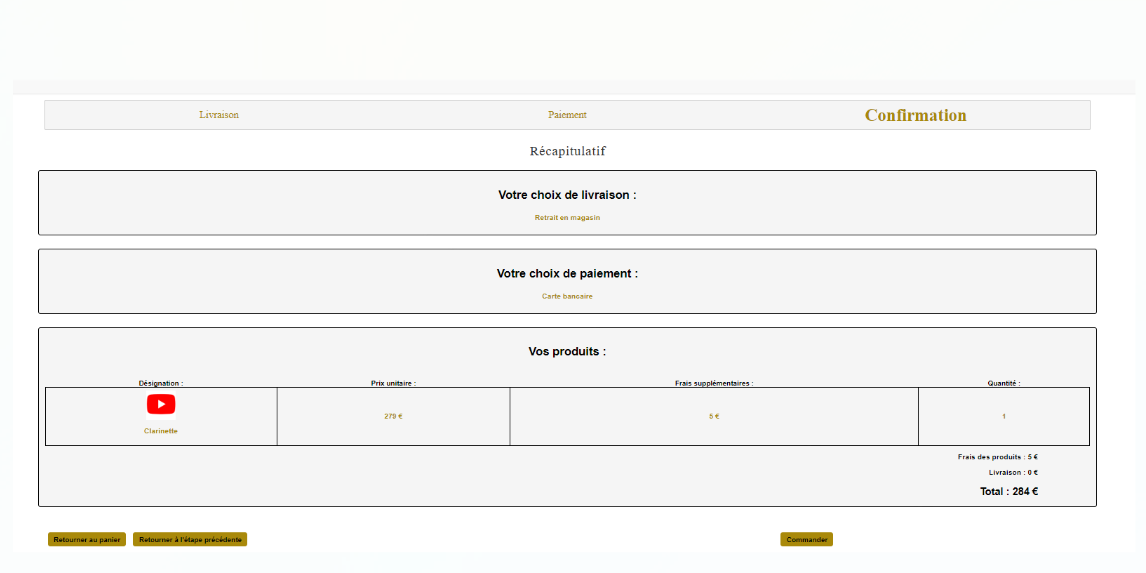 Livraison Paiement Confirmation
Récapitulatif
Votre choix de livraison :
Retrait en magasin
Votre choix de paiement :
Carte bancaire
Vos produits :
Désignation : Prix unitaire : Frais supplémentaires : Quantité :
Clarinette 279 € 5 € 1
Frais des produits : 5 €
Livraison : 0 €
Total : 284 €
Retourner au panier Retourner à l'étape précédente Commander